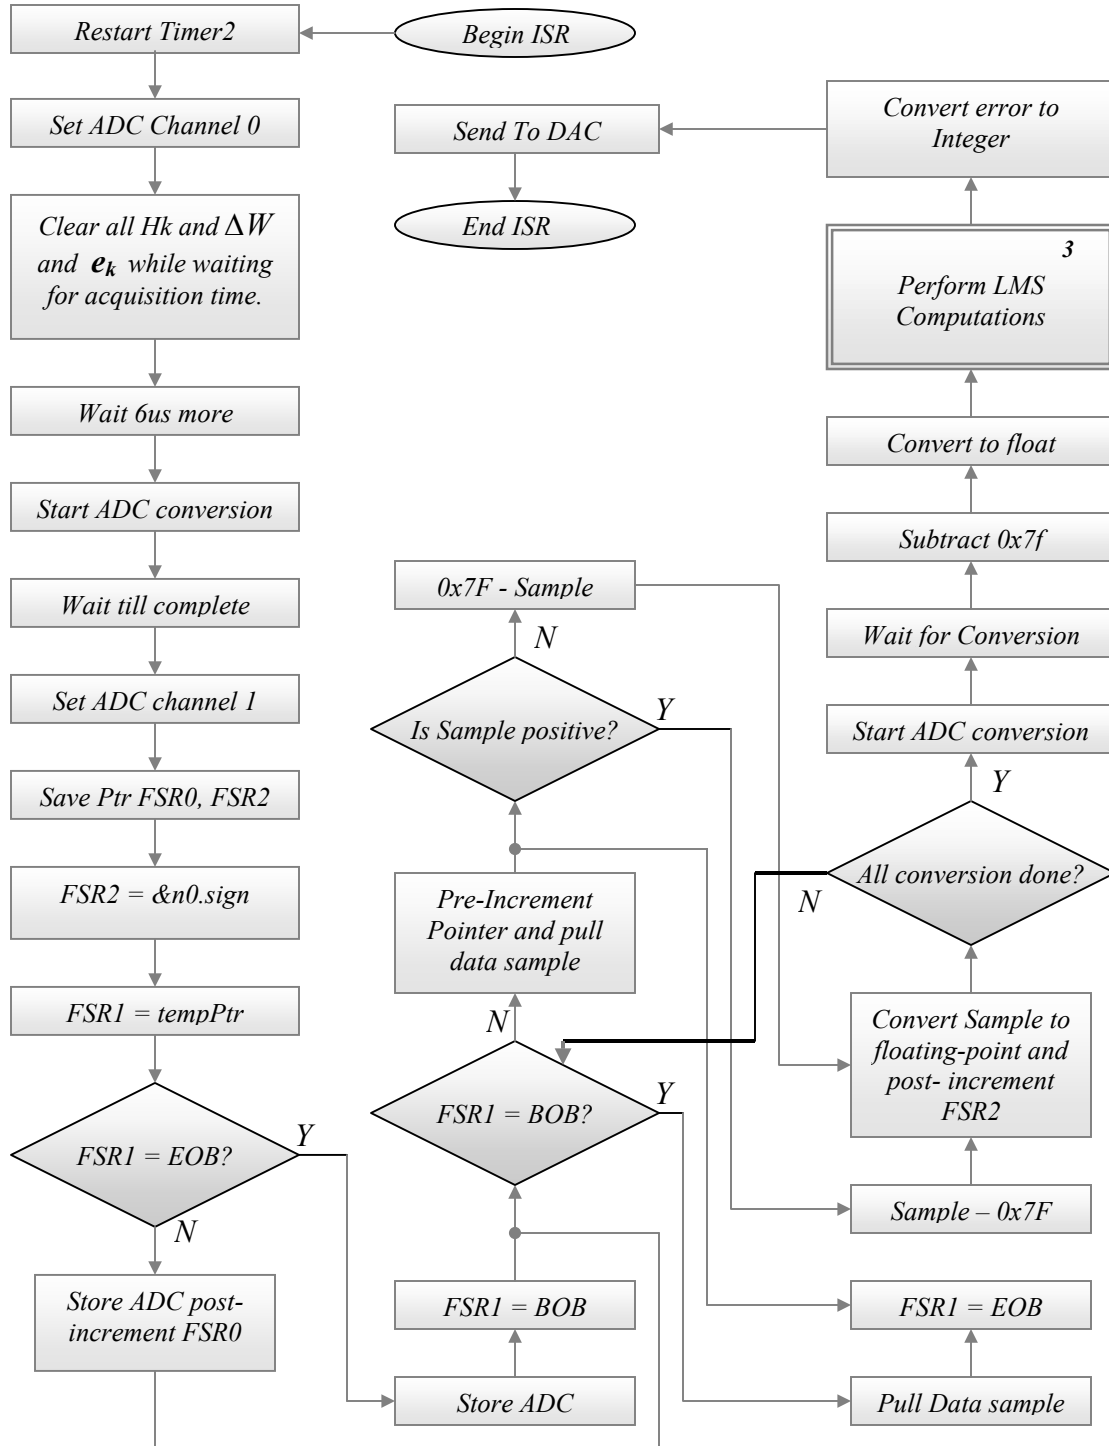 Begin ISR
Restart Timer2
Set ADC Channel 0
Clear all Hk and ΔW
and e_k while waiting
for acquisition time.
Wait 6us more
Start ADC conversion
Wait till complete
Set ADC channel 1
Save Ptr FSR0, FSR2
FSR2 = &n0.sign
FSR1 = tempPtr
FSR1 = EOB?
Y
N
Store ADC post-
increment FSR0
Send To DAC
End ISR
0x7F - Sample
N
Is Sample positive?
Y
Pre-Increment
Pointer and pull
data sample
N
FSR1 = BOB?
Y
FSR1 = BOB
Store ADC
Convert error to
Integer
3
Perform LMS
Computations
Convert to float
Subtract 0x7f
Wait for Conversion
Start ADC conversion
Y
All conversion done?
N
Convert Sample to
floating-point and
post- increment
FSR2
Sample – 0x7F
FSR1 = EOB
Pull Data sample